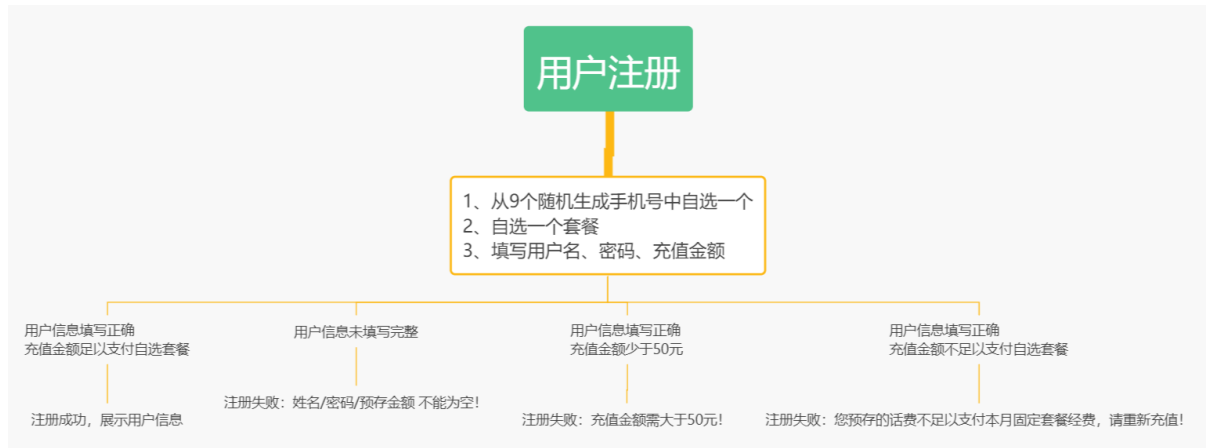 用户注册
1、从9个随机生成手机号中自选一个
2、自选一个套餐
3、填写用户名、密码、充值金额
用户信息填写正确
充值金额足以支付自选套餐
用户信息未填写完整
用户信息填写正确
充值金额少于50元
用户信息填写正确
充值金额不足以支付自选套餐
注册成功，展示用户信息
注册失败：姓名/密码/预存金额 不能为空！
注册失败：充值金额需大于50元！
注册失败：您预存的话费不足以支付本月固定套餐经费，请重新充值！